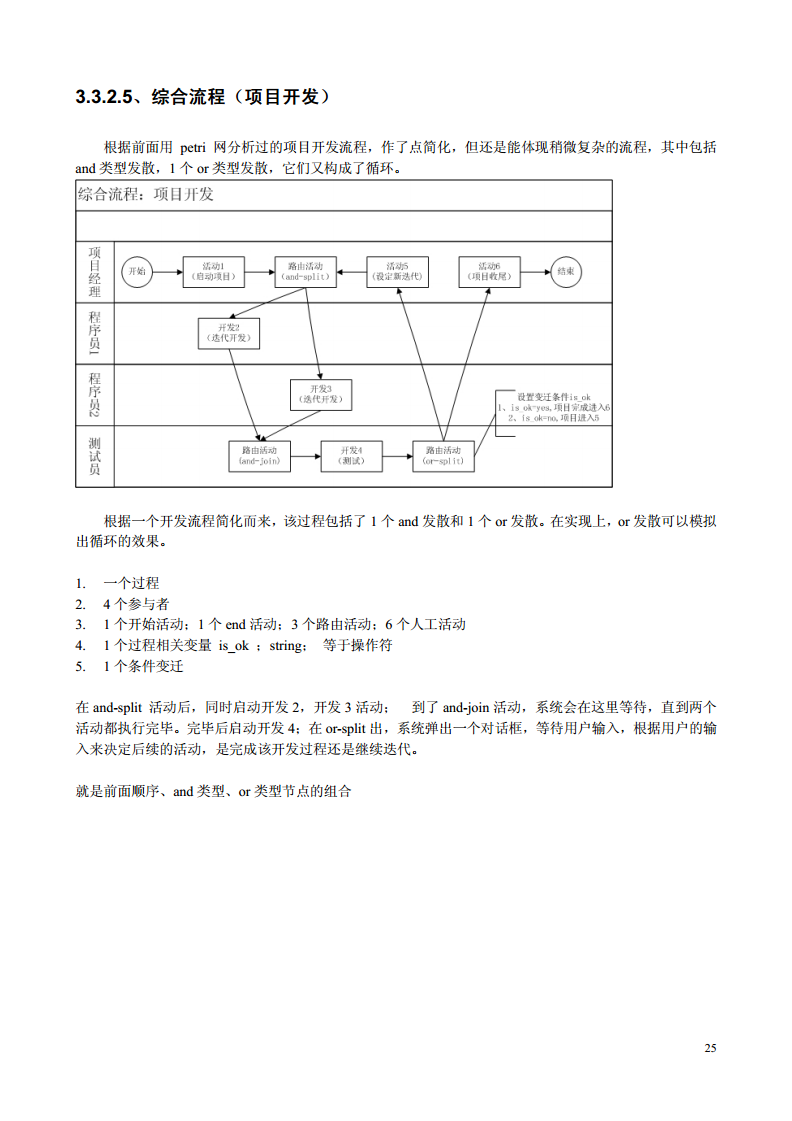 3.3.2.5、综合流程（项目开发）
根据前面用 petri 网分析过的项目开发流程，作了点简化，但还是能体现稍微复杂的流程，其中包括
and 类型发散，1 个 or 类型发散，它们又构成了循环。
综合流程：项目开发
项目经理
开始
活动1
（启动项目）
路由活动
（and-split）
活动5
（设定新迭代）
活动6
（项目收尾）
结束
程序员1
开发2
（迭代开发）
程序员2
开发3
（迭代开发）
设置变迁条件is_ok
1、is_ok=yes,项目完成进入6
2、is_ok=no,项目进入5
测试员
路由活动
(and-join)
开发4
（测试）
路由活动
(or-split)
根据一个开发流程简化而来，该过程包括了 1 个 and 发散和 1 个 or 发散。在实现上，or 发散可以模拟
出循环的效果。
1. 一个过程
2. 4 个参与者
3. 1 个开始活动；1 个 end 活动；3 个路由活动；6 个人工活动
4. 1 个过程相关变量 is_ok ；string； 等于操作符
5. 1 个条件变迁
在 and-split 活动后，同时启动开发 2，开发 3 活动； 到了 and-join 活动，系统会在这里等待，直到两个
活动都执行完毕。完毕后启动开发 4；在 or-split 出，系统弹出一个对话框，等待用户输入，根据用户的输
入来决定后续的活动，是完成该开发过程还是继续迭代。
就是前面顺序、and 类型、or 类型节点的组合
25